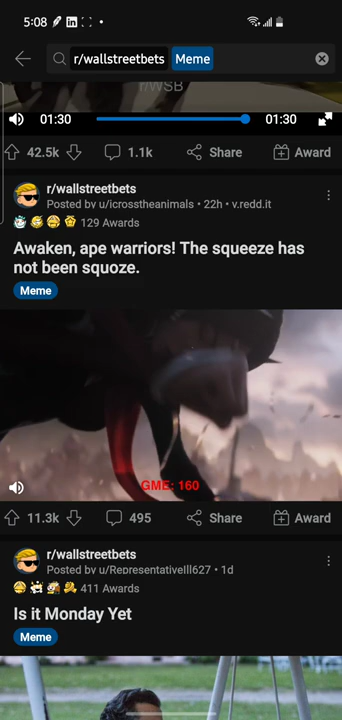 5:08
r/wallstreetbets Meme
r/WSB
01:30 01:30
42.5k 1.1k Share Award
r/wallstreetbets
Posted by u/icrosstheanimals • 22h • v.redd.it
129 Awards
Awaken, ape warriors! The squeeze has
not been squoze.
Meme
GME: 160
11.3k 495 Share Award
r/wallstreetbets
Posted by u/RepresentativeIll627 • 1d
411 Awards
Is it Monday Yet
Meme